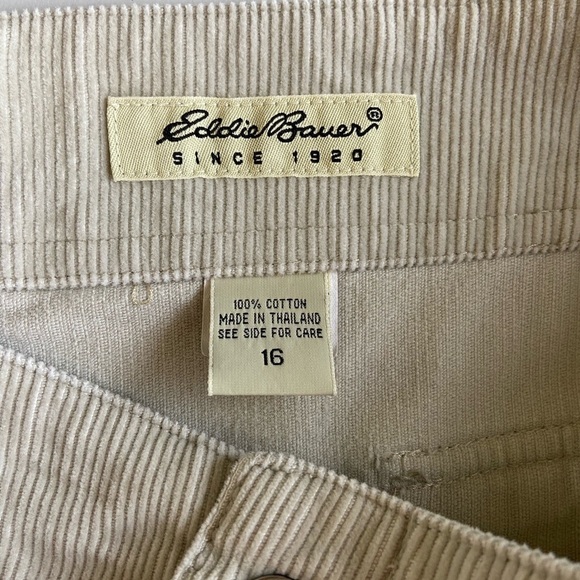 Eddie Bauer®
SINCE 1920
100% COTTON
MADE IN THAILAND
SEE SIDE FOR CARE
16